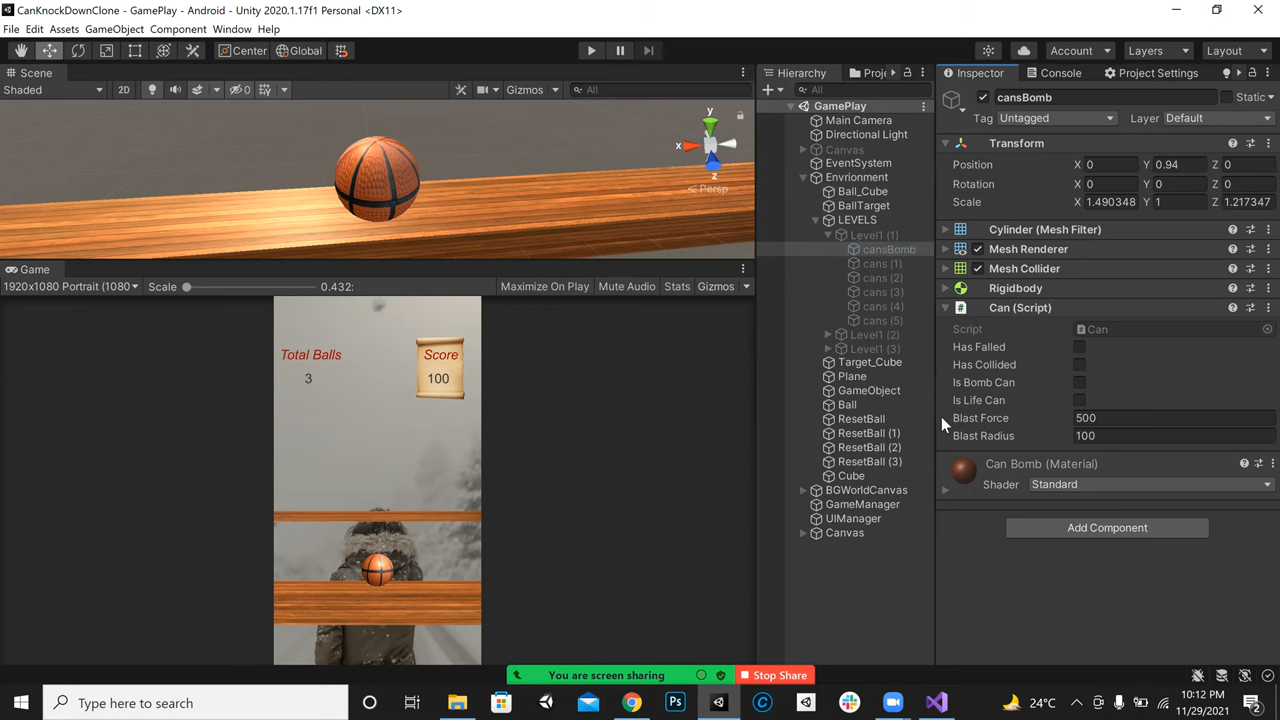 CanKnockDownClone - GamePlay - Android - Unity 2020.1.17f1 Personal <DX11>
File Edit Assets GameObject Component Window Help
Center Global Account Layers Layout
Scene
Shaded 2D 0 Gizmos All
y
x
z
Persp
Game
1920x1080 Portrait (1080 Scale 0.432: Maximize On Play Mute Audio Stats Gizmos
Total Balls
3
Score
100
Hierarchy Proje
All
GamePlay
Main Camera
Directional Light
Canvas
EventSystem
Envrionment
Ball_Cube
BallTarget
LEVELS
Level1 (1)
cansBomb
cans (1)
cans (2)
cans (3)
cans (4)
cans (5)
Level1 (2)
Level1 (3)
Target_Cube
Plane
GameObject
Ball
ResetBall
ResetBall (1)
ResetBall (2)
ResetBall (3)
Cube
BGWorldCanvas
GameManager
UIManager
Canvas
Inspector Console Project Settings
cansBomb Static
Tag Untagged Layer Default
Transform
Position X 0 Y 0.94 Z 0
Rotation X 0 Y 0 Z 0
Scale X 1.490348 Y 1 Z 1.217347
Cylinder (Mesh Filter)
Mesh Renderer
Mesh Collider
Rigidbody
Can (Script)
Script Can
Has Falled
Has Collided
Is Bomb Can
Is Life Can
Blast Force 500
Blast Radius 100
Can Bomb (Material)
Shader Standard
Add Component
You are screen sharing Stop Share
Type here to search
Ps
24°C
10:12 PM
11/29/2021
2